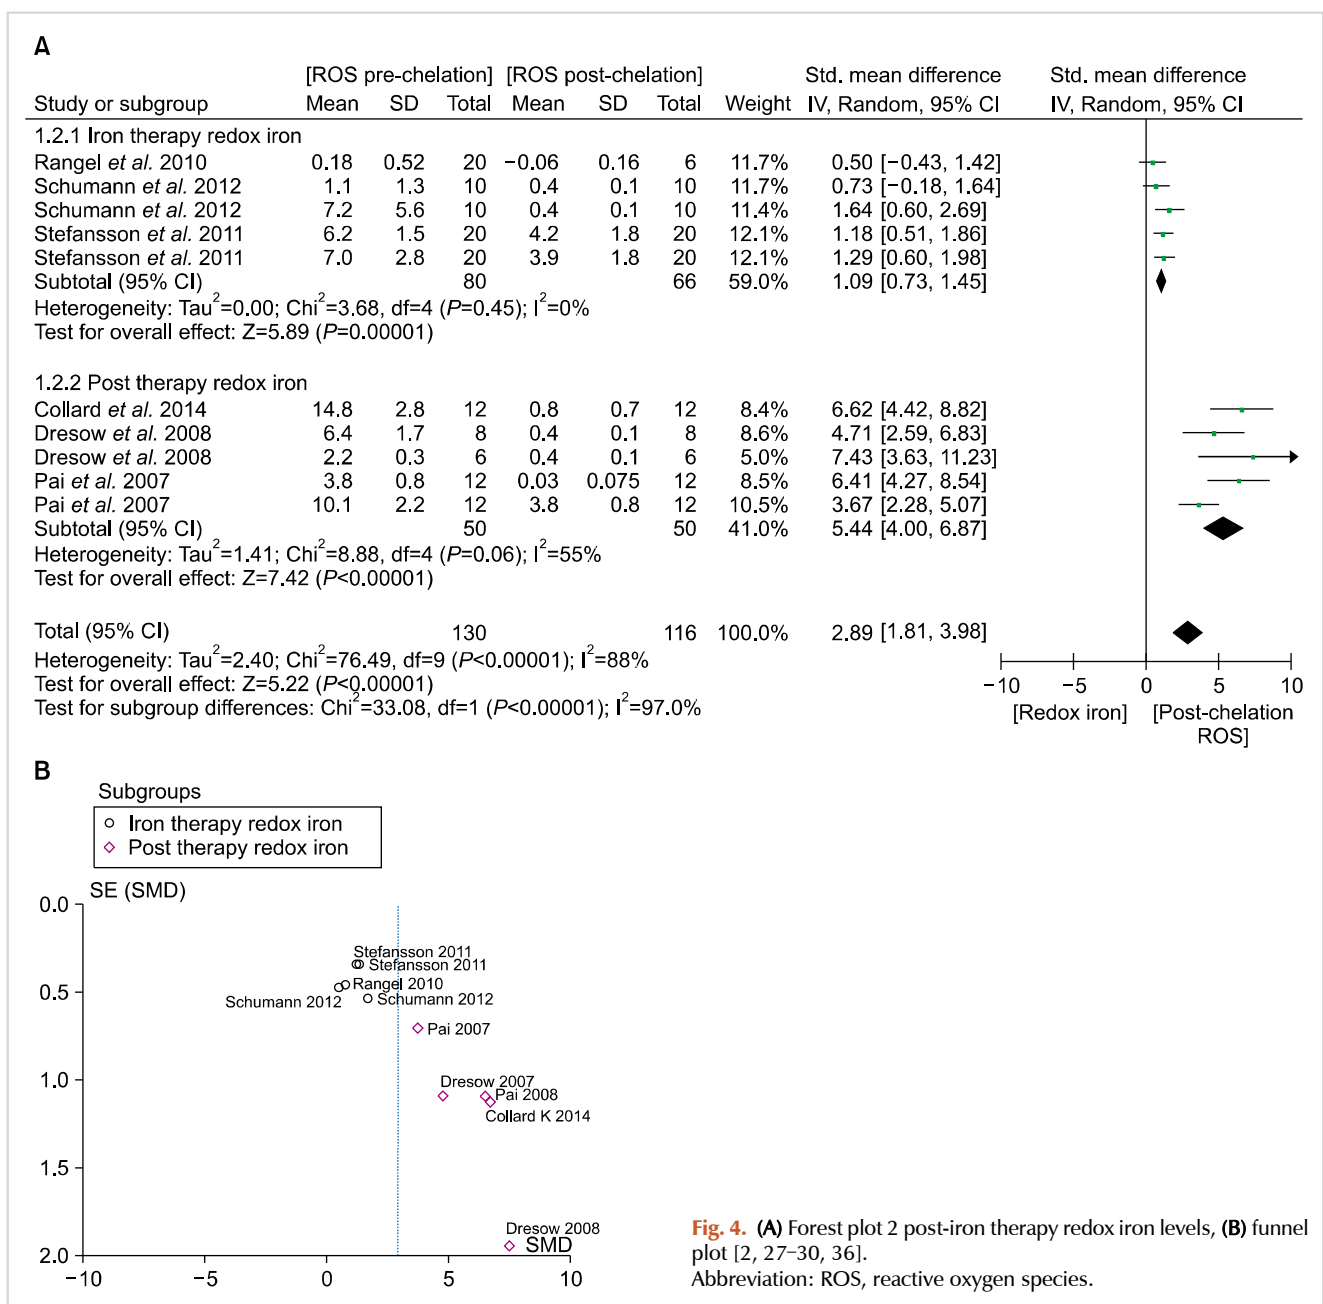 A
[ROS pre-chelation] [ROS post-chelation] Std. mean difference Std. mean difference
Study or subgroup Mean SD Total Mean SD Total Weight IV, Random, 95% CI IV, Random, 95% CI
1.2.1 Iron therapy redox iron
Rangel et al. 2010 0.18 0.52 20 −0.06 0.16 6 11.7% 0.50 [−0.43, 1.42]
Schumann et al. 2012 1.1 1.3 10 0.4 0.1 10 11.7% 0.73 [−0.18, 1.64]
Schumann et al. 2012 7.2 5.6 10 0.4 0.1 10 11.4% 1.64 [0.60, 2.69]
Stefansson et al. 2011 6.2 1.5 20 4.2 1.8 20 12.1% 1.18 [0.51, 1.86]
Stefansson et al. 2011 7.0 2.8 20 3.9 1.8 20 12.1% 1.29 [0.60, 1.98]
Subtotal (95% CI) 80 66 59.0% 1.09 [0.73, 1.45]
Heterogeneity: Tau²=0.00; Chi²=3.68, df=4 (P=0.45); I²=0%
Test for overall effect: Z=5.89 (P=0.00001)
1.2.2 Post therapy redox iron
Collard et al. 2014 14.8 2.8 12 0.8 0.7 12 8.4% 6.62 [4.42, 8.82]
Dresow et al. 2008 6.4 1.7 8 0.4 0.1 8 8.6% 4.71 [2.59, 6.83]
Dresow et al. 2008 2.2 0.3 6 0.4 0.1 6 5.0% 7.43 [3.63, 11.23]
Pai et al. 2007 3.8 0.8 12 0.03 0.075 12 8.5% 6.41 [4.27, 8.54]
Pai et al. 2007 10.1 2.2 12 3.8 0.8 12 10.5% 3.67 [2.28, 5.07]
Subtotal (95% CI) 50 50 41.0% 5.44 [4.00, 6.87]
Heterogeneity: Tau²=1.41; Chi²=8.88, df=4 (P=0.06); I²=55%
Test for overall effect: Z=7.42 (P<0.00001)
Total (95% CI) 130 116 100.0% 2.89 [1.81, 3.98]
Heterogeneity: Tau²=2.40; Chi²=76.49, df=9 (P<0.00001); I²=88%
Test for overall effect: Z=5.22 (P<0.00001)
Test for subgroup differences: Chi²=33.08, df=1 (P<0.00001); I²=97.0%
−10 −5 0 5 10
[Redox iron] [Post-chelation
ROS]
B
Subgroups
Iron therapy redox iron
Post therapy redox iron
SE (SMD)
0.0
Stefansson 2011
Stefansson 2011
Rangel 2010
0.5
Schumann 2012
Schumann 2012
Pai 2007
1.0
Dresow 2007
Pai 2008
Collard K 2014
1.5
Dresow 2008
SMD
2.0
−10 −5 0 5 10
Fig. 4. (A) Forest plot 2 post-iron therapy redox iron levels, (B) funnel
plot [2, 27–30, 36].
Abbreviation: ROS, reactive oxygen species.